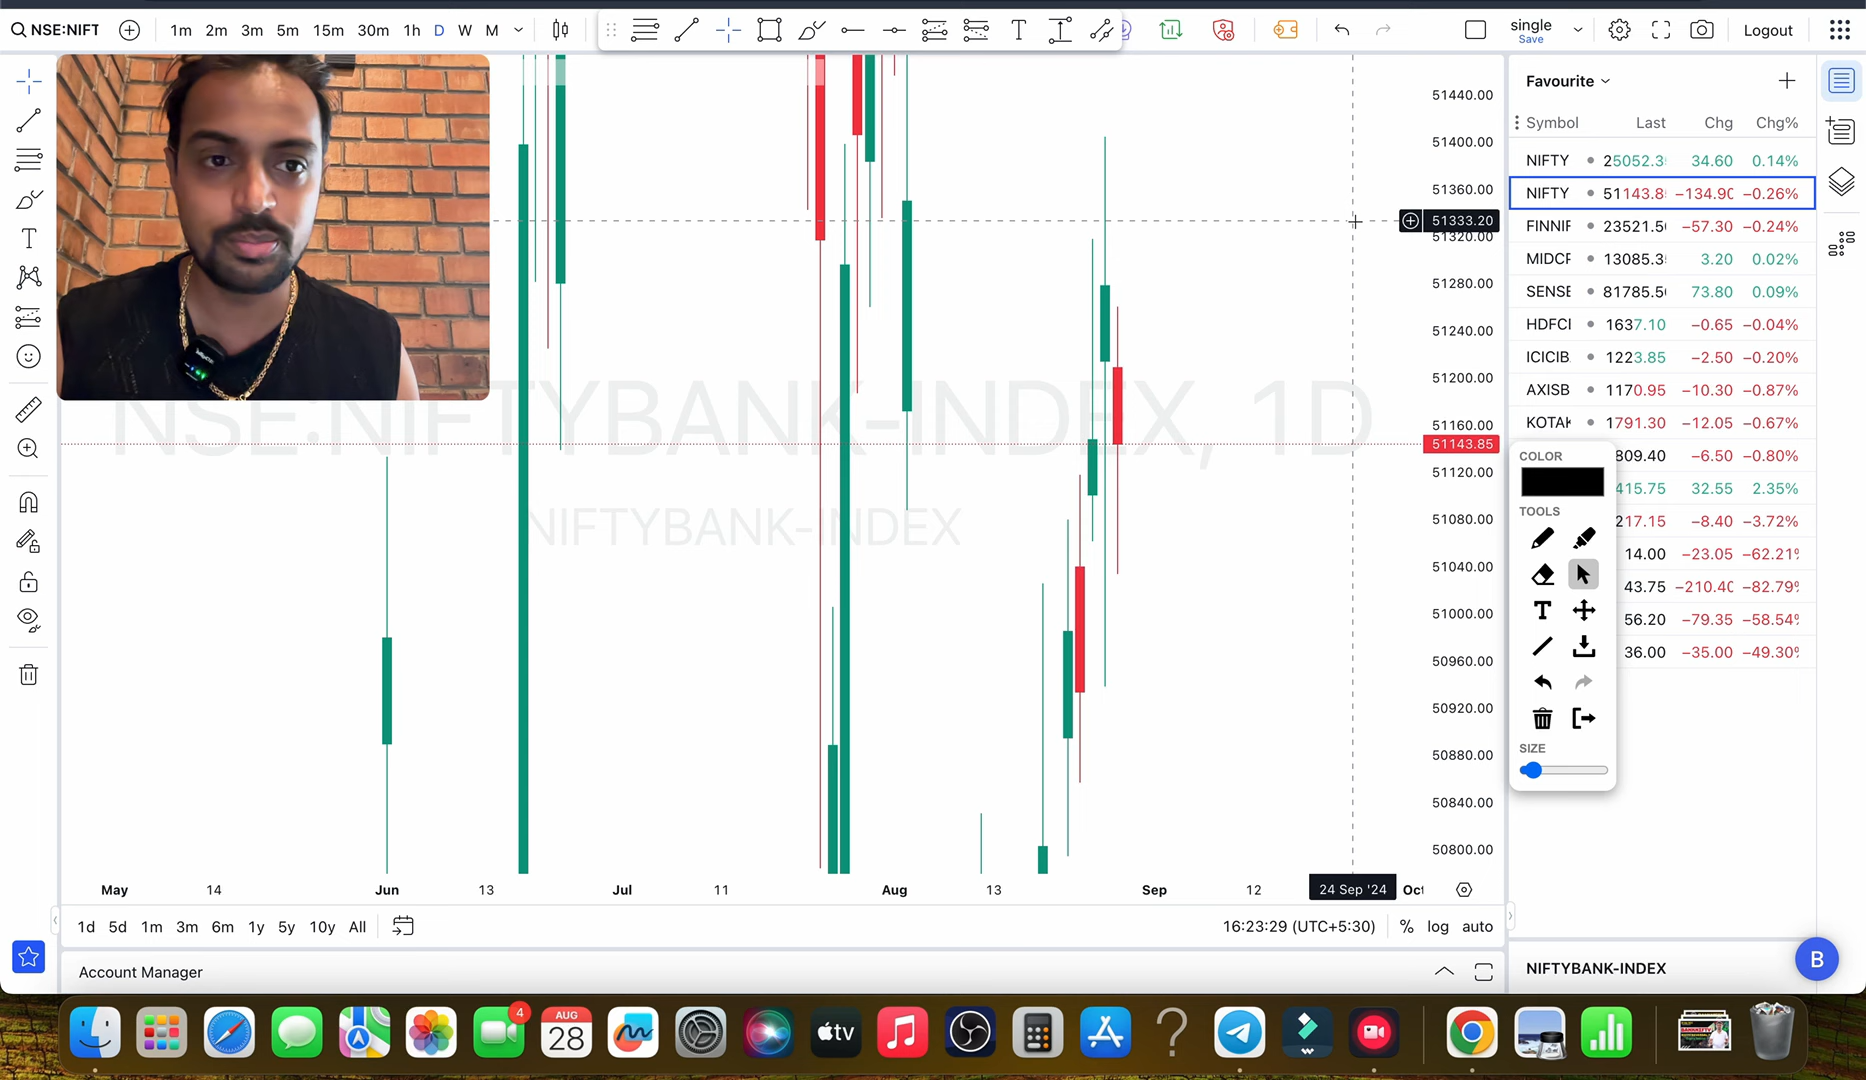 NSE:NIFT
1m 2m 3m 5m 15m 30m 1h D W M
single
Save
Logout
51440.00
51400.00
51360.00
51333.20
51320.00
51280.00
51240.00
51200.00
51160.00
51143.85
51120.00
51080.00
51040.00
51000.00
50960.00
50920.00
50880.00
50840.00
50800.00
NSE:NIFTYBANK-INDEX, 1D
NIFTYBANK-INDEX
May 14 Jun 13 Jul 11 Aug 13 Sep 12 24 Sep '24 Oct
1d 5d 1m 3m 6m 1y 5y 10y All
16:23:29 (UTC+5:30) % log auto
Account Manager
Favourite
Symbol Last Chg Chg%
NIFTY 25052.3 34.60 0.14%
NIFTY 51143.8 −134.90 −0.26%
FINNIF 23521.5 −57.30 −0.24%
MIDCP 13085.3 3.20 0.02%
SENSE 81785.5 73.80 0.09%
HDFCI 1637.10 −0.65 −0.04%
ICICIB 1223.85 −2.50 −0.20%
AXISB 1170.95 −10.30 −0.87%
KOTAK 1791.30 −12.05 −0.67%
809.40 −6.50 −0.80%
415.75 32.55 2.35%
217.15 −8.40 −3.72%
14.00 −23.05 −62.21%
43.75 −210.40 −82.79%
56.20 −79.35 −58.54%
36.00 −35.00 −49.30%
COLOR
TOOLS
SIZE
NIFTYBANK-INDEX
B
4
AUG
28
tv